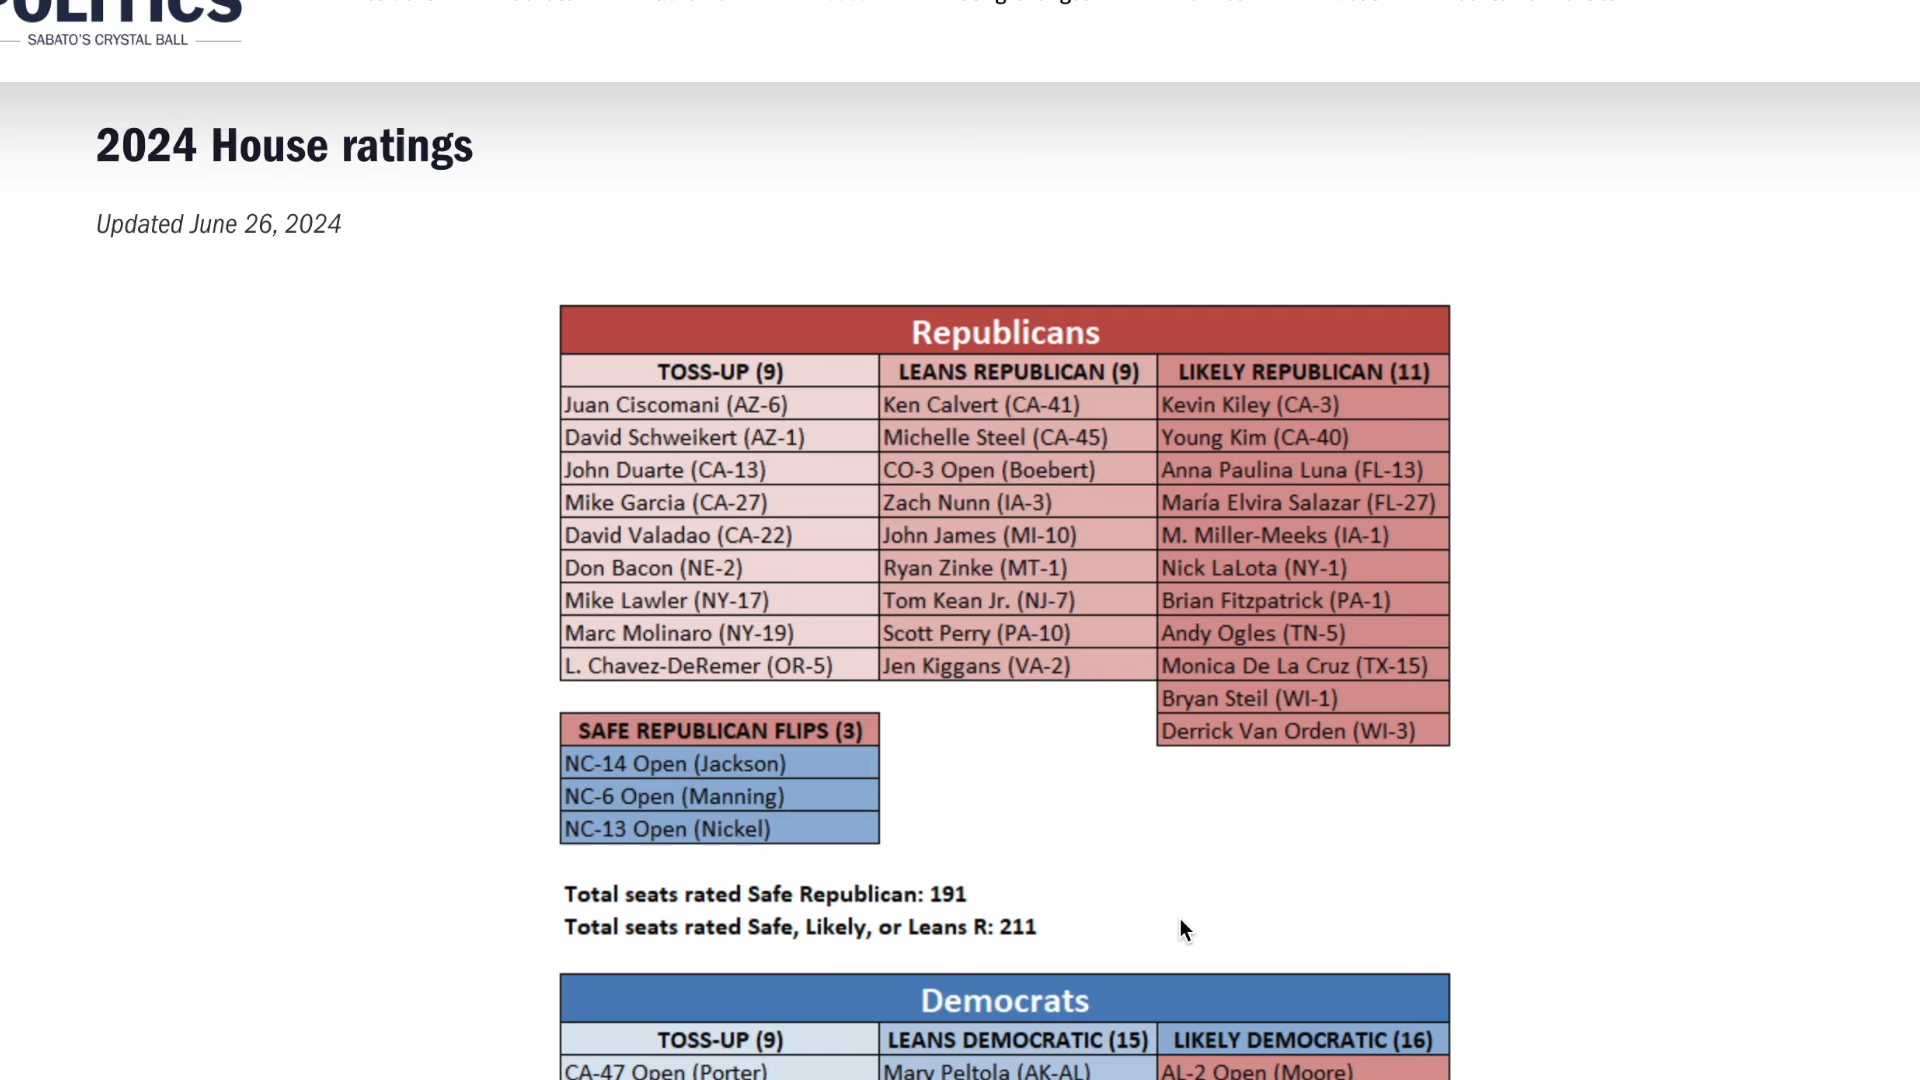 POLITICS
SABATO'S CRYSTAL BALL
2024 House ratings
Updated June 26, 2024
Republicans
TOSS-UP (9) LEANS REPUBLICAN (9) LIKELY REPUBLICAN (11)
Juan Ciscomani (AZ-6) Ken Calvert (CA-41) Kevin Kiley (CA-3)
David Schweikert (AZ-1) Michelle Steel (CA-45) Young Kim (CA-40)
John Duarte (CA-13) CO-3 Open (Boebert) Anna Paulina Luna (FL-13)
Mike Garcia (CA-27) Zach Nunn (IA-3) María Elvira Salazar (FL-27)
David Valadao (CA-22) John James (MI-10) M. Miller-Meeks (IA-1)
Don Bacon (NE-2) Ryan Zinke (MT-1) Nick LaLota (NY-1)
Mike Lawler (NY-17) Tom Kean Jr. (NJ-7) Brian Fitzpatrick (PA-1)
Marc Molinaro (NY-19) Scott Perry (PA-10) Andy Ogles (TN-5)
L. Chavez-DeRemer (OR-5) Jen Kiggans (VA-2) Monica De La Cruz (TX-15)
Bryan Steil (WI-1)
SAFE REPUBLICAN FLIPS (3) Derrick Van Orden (WI-3)
NC-14 Open (Jackson)
NC-6 Open (Manning)
NC-13 Open (Nickel)
Total seats rated Safe Republican: 191
Total seats rated Safe, Likely, or Leans R: 211
Democrats
TOSS-UP (9) LEANS DEMOCRATIC (15) LIKELY DEMOCRATIC (16)
CA-47 Open (Porter) Mary Peltola (AK-AL) AL-2 Open (Moore)